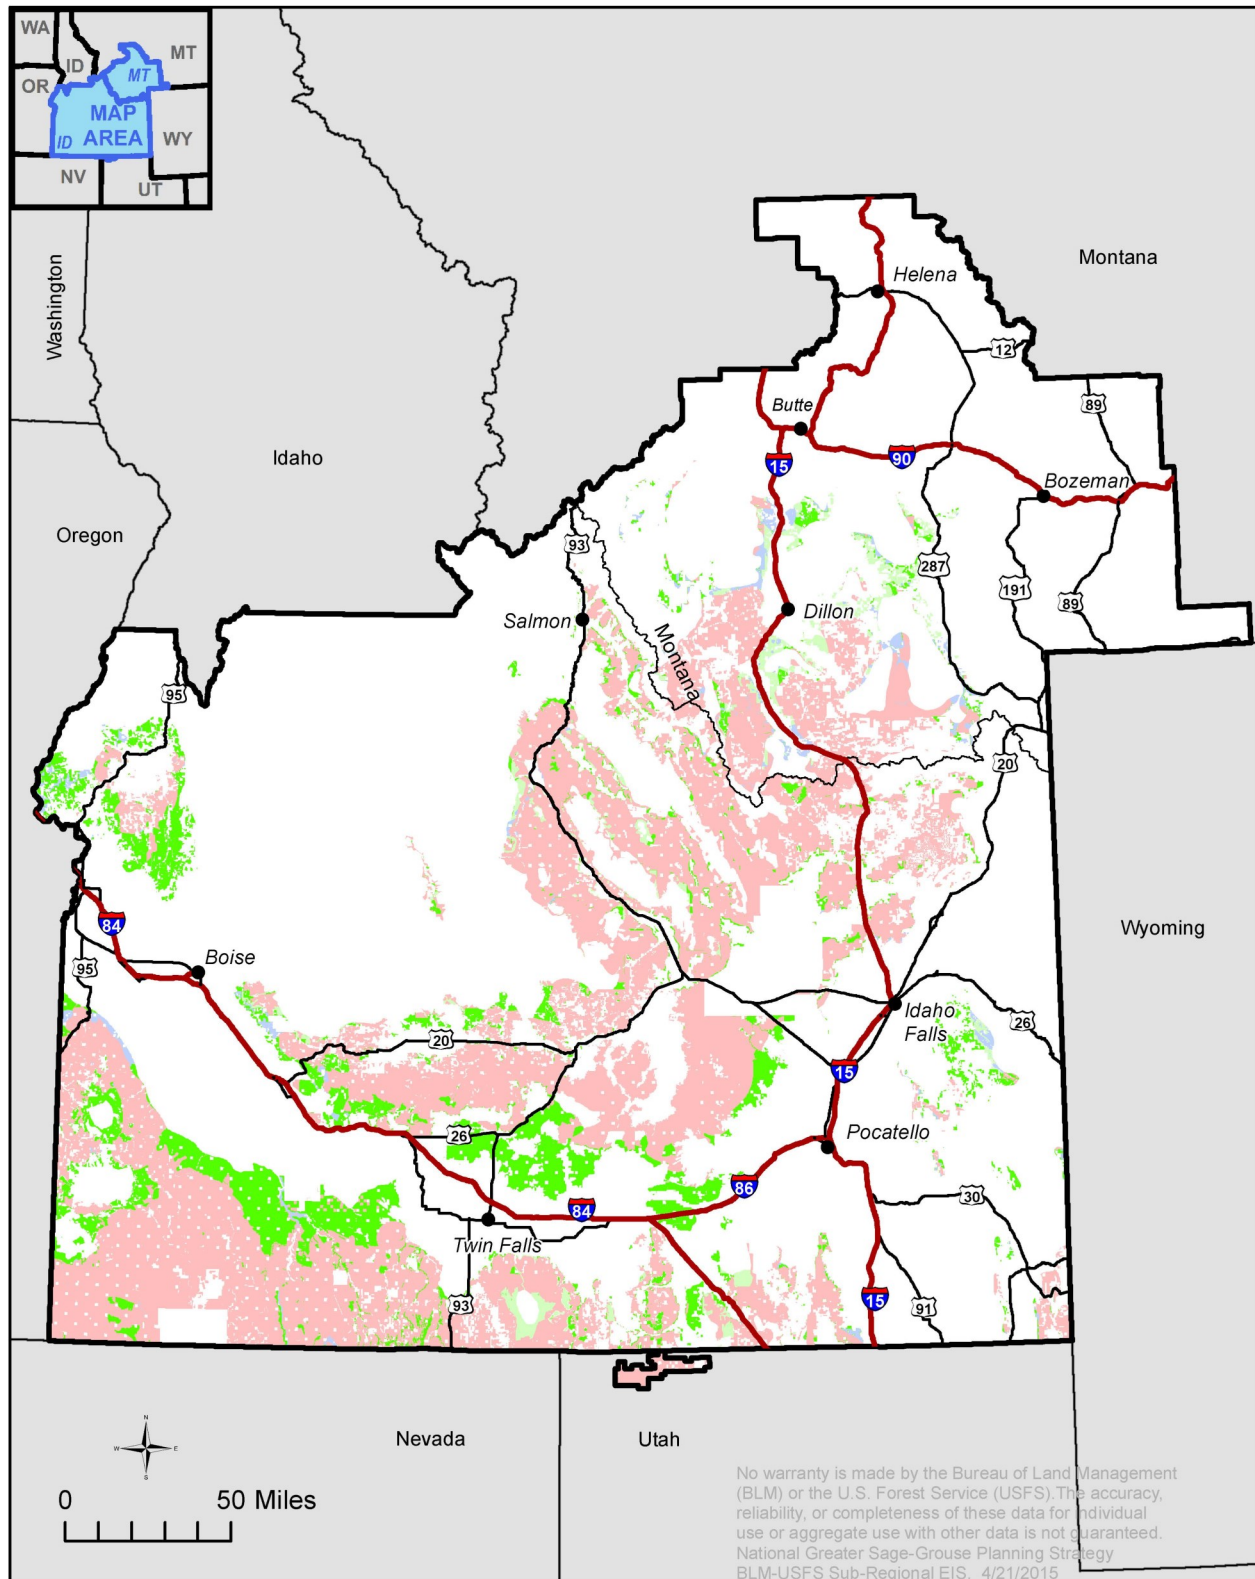 WA
MT
ID
OR
MT
MAP
AREA
ID
WY
NV
UT
Washington
Montana
Helena
12
Butte
89
15
90
Idaho
Bozeman
Oregon
93
287
191
89
Salmon
Dillon
Montana
95
20
84
Wyoming
Boise
95
Idaho
Falls
26
20
15
26
Pocatello
86
30
84
Twin Falls
93
15
91
Nevada
Utah
N
W
E
S
0
50 Miles
No warranty is made by the Bureau of Land Management
(BLM) or the U.S. Forest Service (USFS).The accuracy,
reliability, or completeness of these data for individual
use or aggregate use with other data is not guaranteed.
National Greater Sage-Grouse Planning Strategy
BLM-USFS Sub-Regional EIS, 4/21/2015